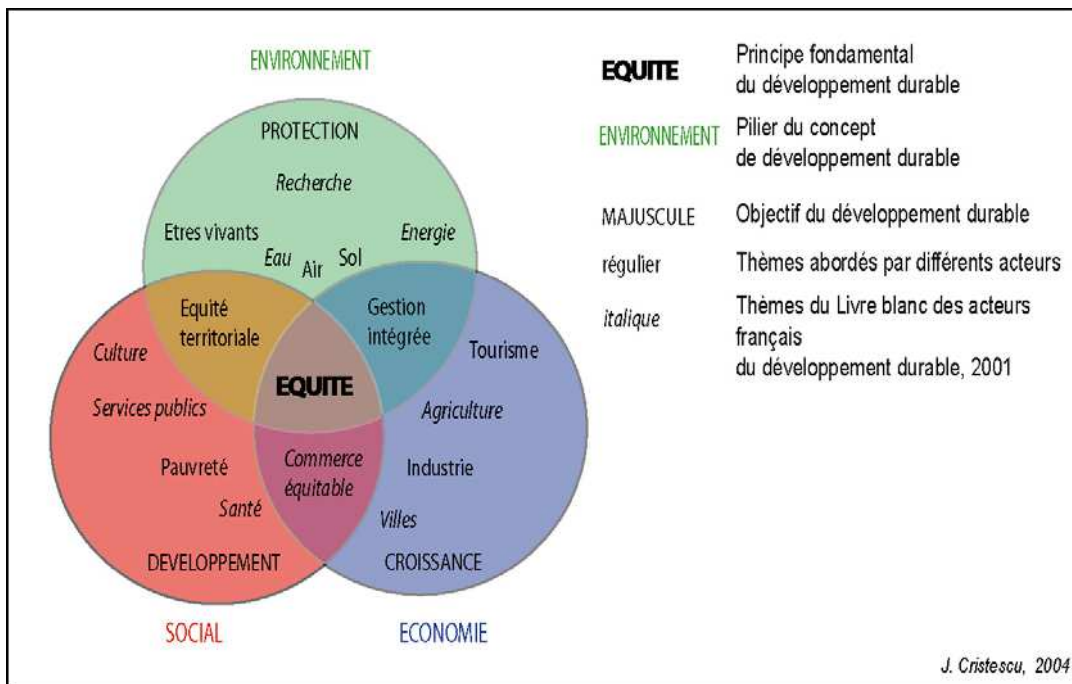 ENVIRONNEMENT
PROTECTION
Recherche
Etres vivants
Eau
Air
Sol
Energie
Equité
territoriale
Gestion
intégrée
Culture
Tourisme
EQUITE
Services publics
Agriculture
Pauvreté
Commerce
équitable
Industrie
Santé
Villes
DEVELOPPEMENT
CROISSANCE
SOCIAL
ECONOMIE
EQUITE
Principe fondamental
du développement durable
ENVIRONNEMENT
Pilier du concept
de développement durable
MAJUSCULE
Objectif du développement durable
régulier
Thèmes abordés par différents acteurs
italique
Thèmes du Livre blanc des acteurs
français
du développement durable, 2001
J. Cristescu, 2004